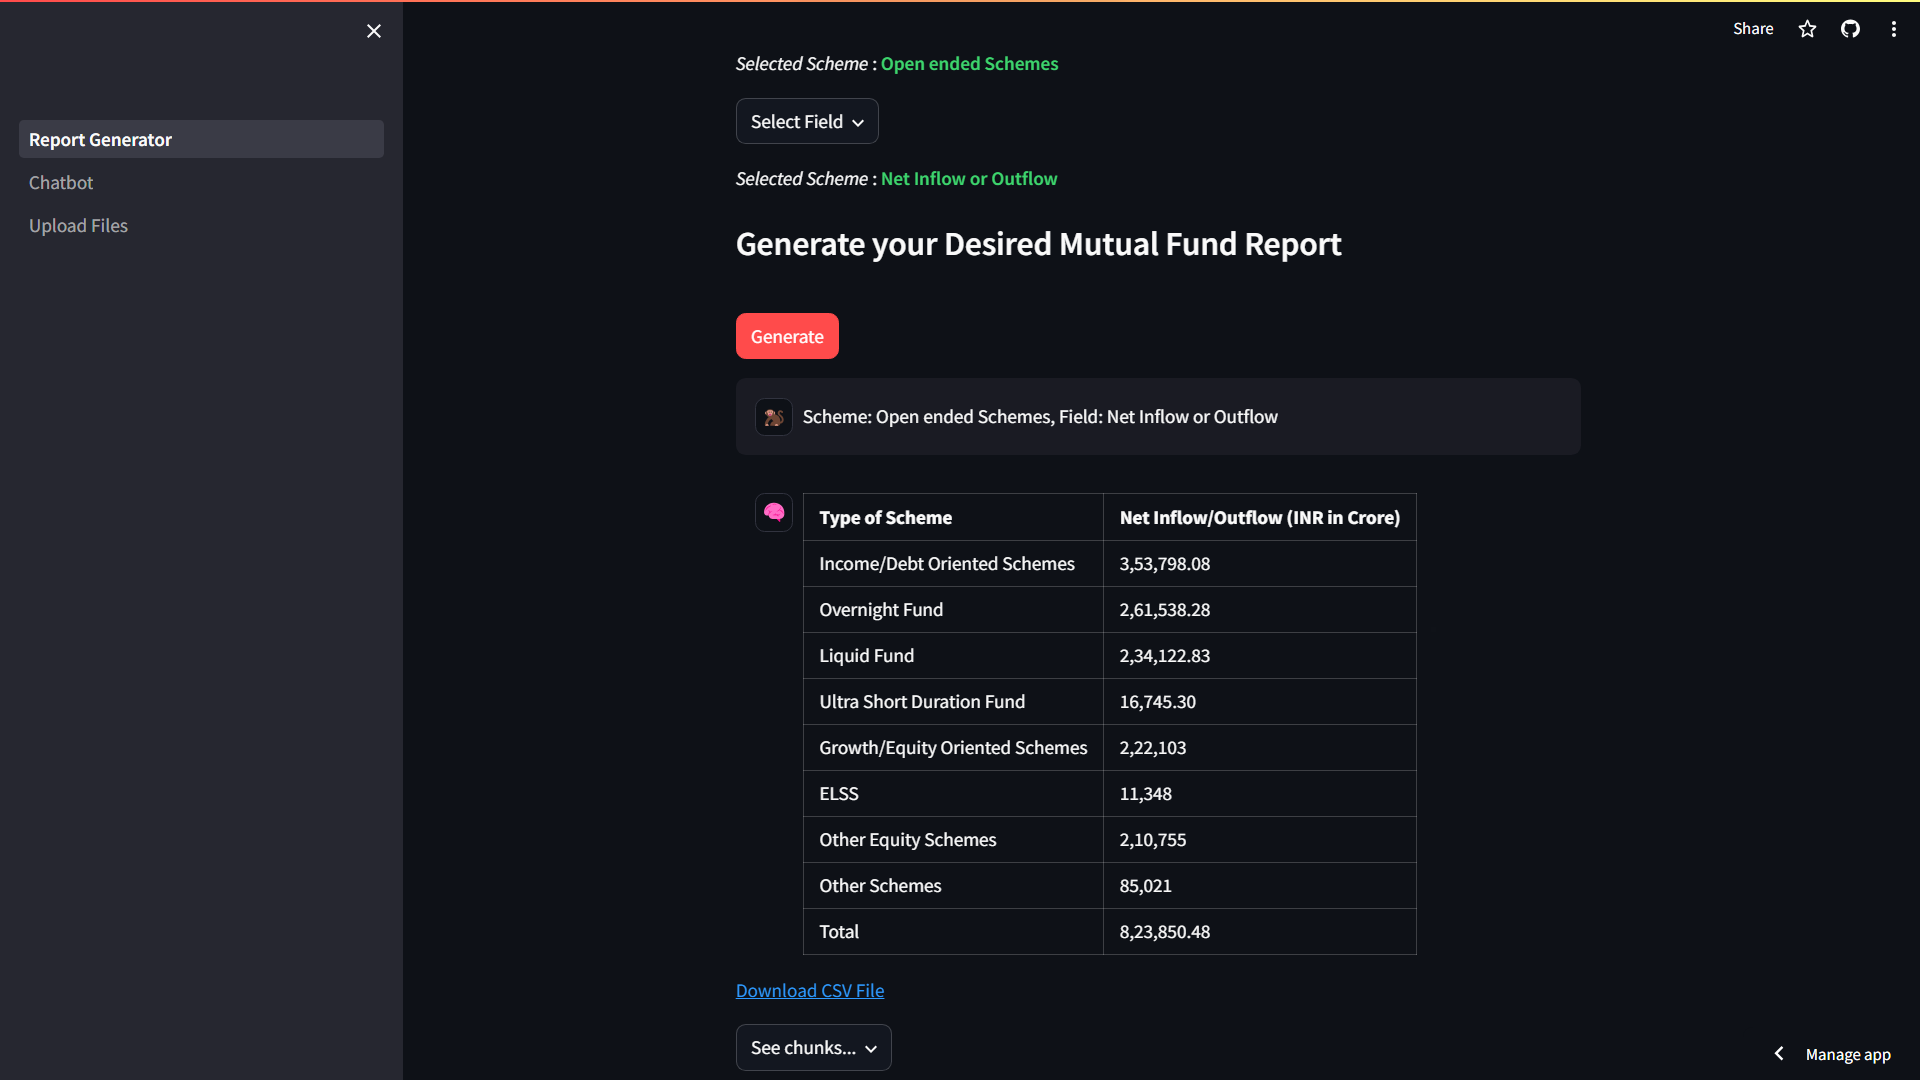 Share
Report Generator
Chatbot
Upload Files
Selected Scheme : Open ended Schemes
Select Field
Selected Scheme : Net Inflow or Outflow
Generate your Desired Mutual Fund Report
Generate
Scheme: Open ended Schemes, Field: Net Inflow or Outflow
Type of Scheme Net Inflow/Outflow (INR in Crore)
Income/Debt Oriented Schemes 3,53,798.08
Overnight Fund 2,61,538.28
Liquid Fund 2,34,122.83
Ultra Short Duration Fund 16,745.30
Growth/Equity Oriented Schemes 2,22,103
ELSS 11,348
Other Equity Schemes 2,10,755
Other Schemes 85,021
Total 8,23,850.48
Download CSV File
See chunks...
Manage app